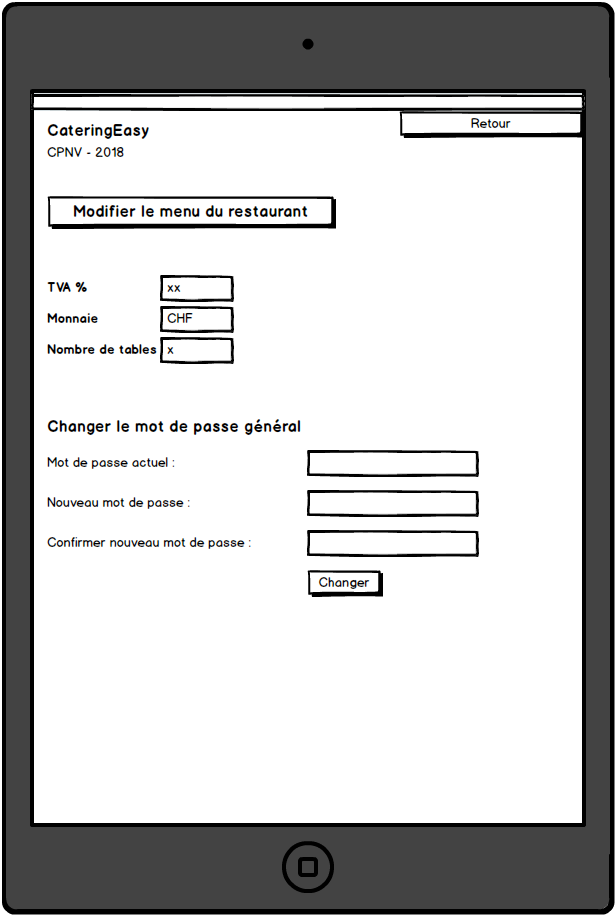 CateringEasy
Retour
CPNV - 2018
Modifier le menu du restaurant
TVA % xx
Monnaie CHF
Nombre de tables x
Changer le mot de passe général
Mot de passe actuel :
Nouveau mot de passe :
Confirmer nouveau mot de passe :
Changer